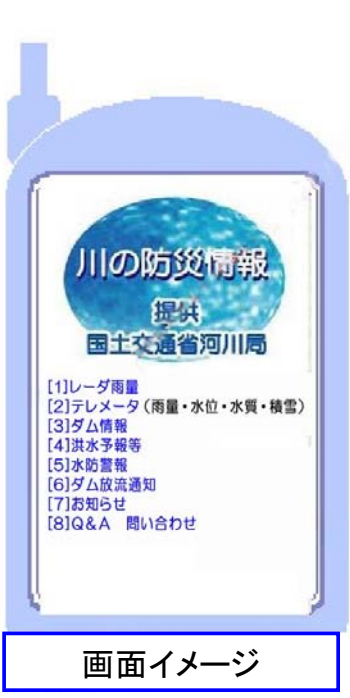 川の防災情報
提供
国土交通省河川局
[1]レーダ雨量
[2]テレメータ(雨量・水位・水質・積雪)
[3]ダム情報
[4]洪水予報等
[5]水防警報
[6]ダム放流通知
[7]お知らせ
[8]Q&A　問い合わせ
画面イメージ